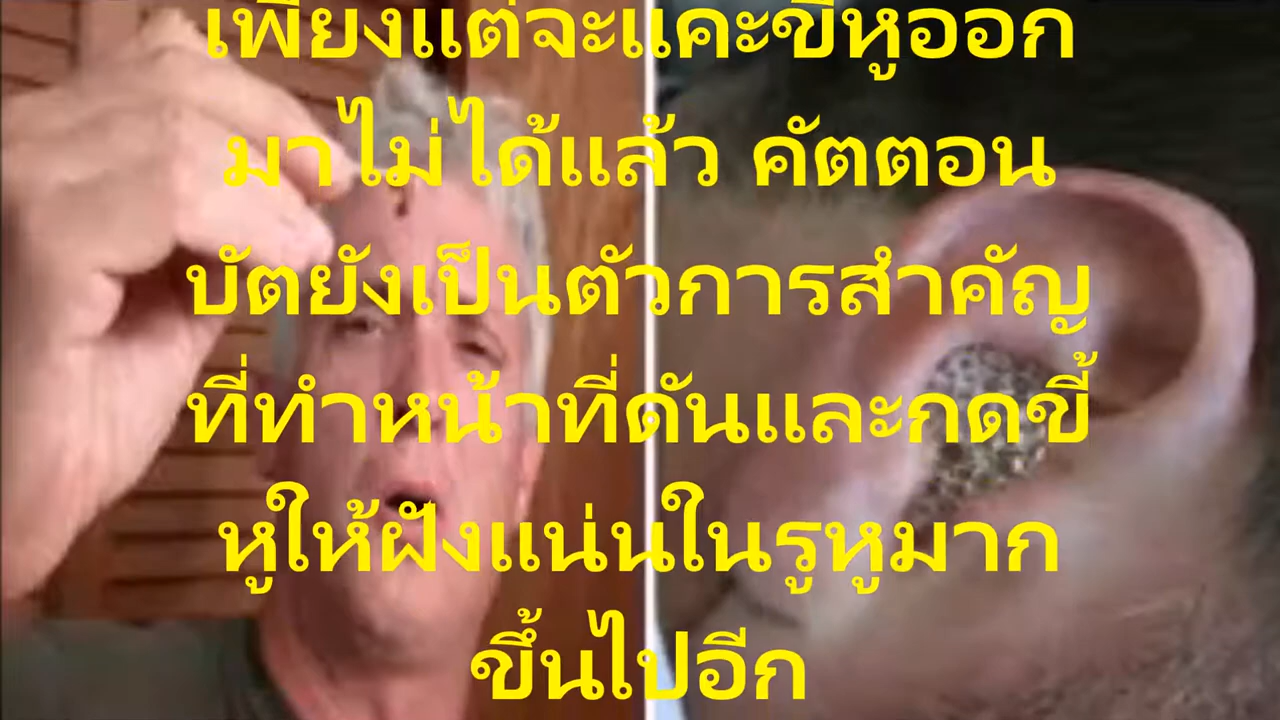 เพียงแต่จะแคะขี้หูออก
มาไม่ได้แล้ว คัตตอน
บัตยังเป็นตัวการสำคัญ
ที่ทำหน้าที่ดันและกดขี้
หูให้ฝังแน่นในรูหูมาก
ขึ้นไปอีก